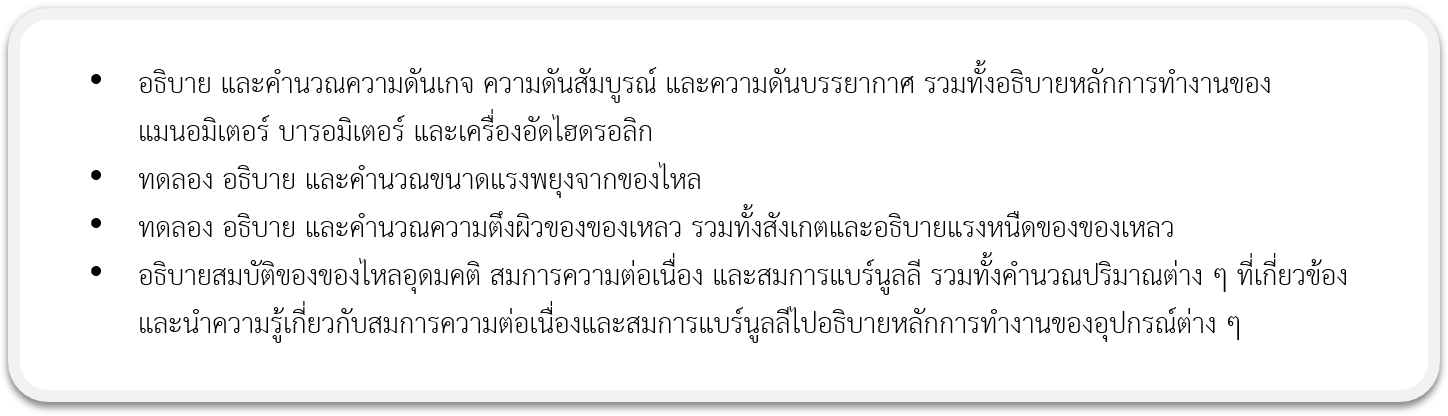 • อธิบาย และคำนวณความดันเกจ ความดันสัมบูรณ์ และความดันบรรยากาศ รวมทั้งอธิบายหลักการทำงานของ
แมนอมิเตอร์ บารอมิเตอร์ และเครื่องอัดไฮดรอลิก
• ทดลอง อธิบาย และคำนวณขนาดแรงพยุงจากของไหล
• ทดลอง อธิบาย และคำนวณความตึงผิวของของเหลว รวมทั้งสังเกตและอธิบายแรงหนืดของของเหลว
• อธิบายสมบัติของของไหลอุดมคติ สมการความต่อเนื่อง และสมการแบร์นูลลี รวมทั้งคำนวณปริมาณต่าง ๆ ที่เกี่ยวข้อง
และนำความรู้เกี่ยวกับสมการความต่อเนื่องและสมการแบร์นูลลีไปอธิบายหลักการทำงานของอุปกรณ์ต่าง ๆ